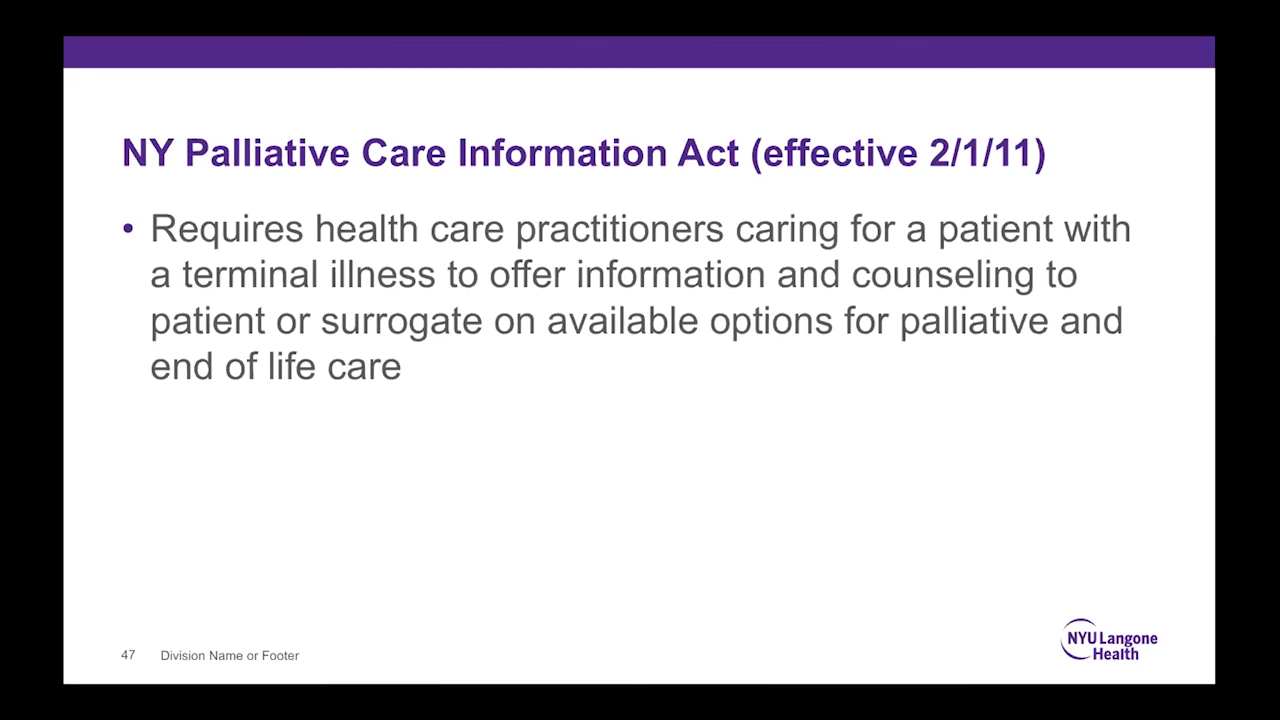 NY Palliative Care Information Act (effective 2/1/11)
• Requires health care practitioners caring for a patient with
a terminal illness to offer information and counseling to
patient or surrogate on available options for palliative and
end of life care
47 Division Name or Footer
NYU Langone
Health